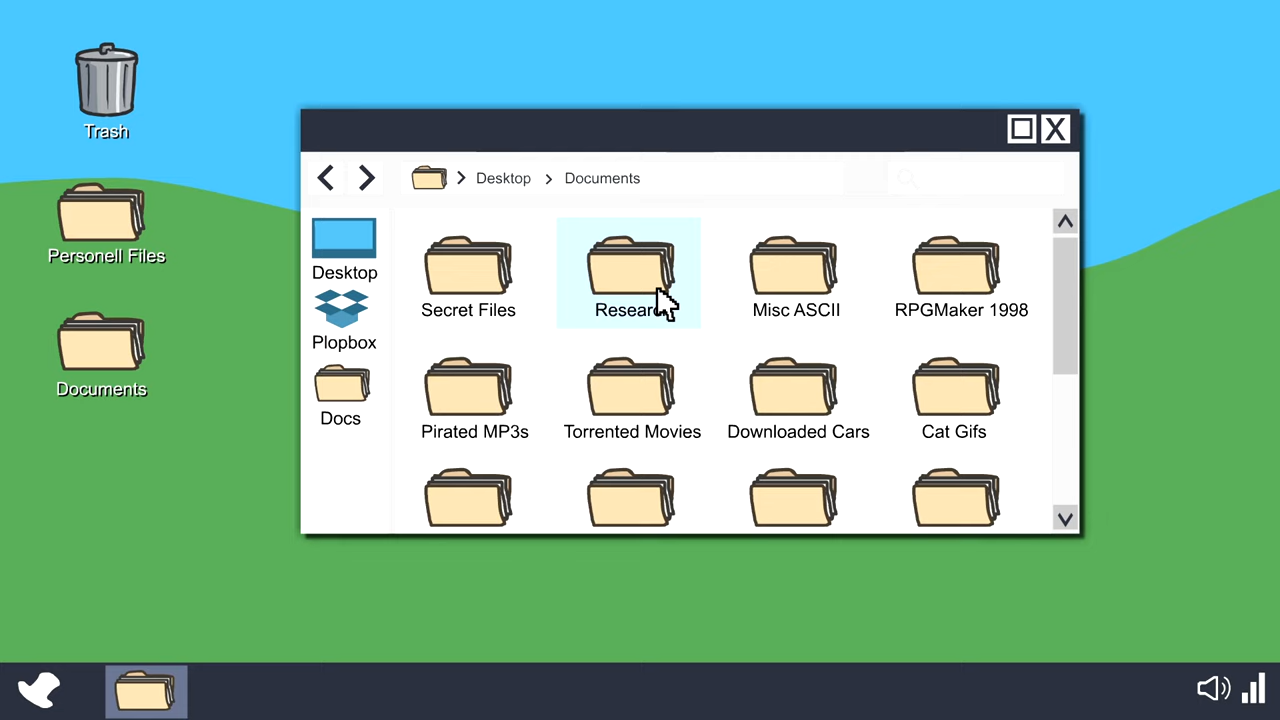 Trash
Personell Files
Documents
X
Desktop
Documents
Desktop
Plopbox
Docs
Secret Files
Misc ASCII
RPGMaker 1998
Pirated MP3s
Torrented Movies
Downloaded Cars
Cat Gifs